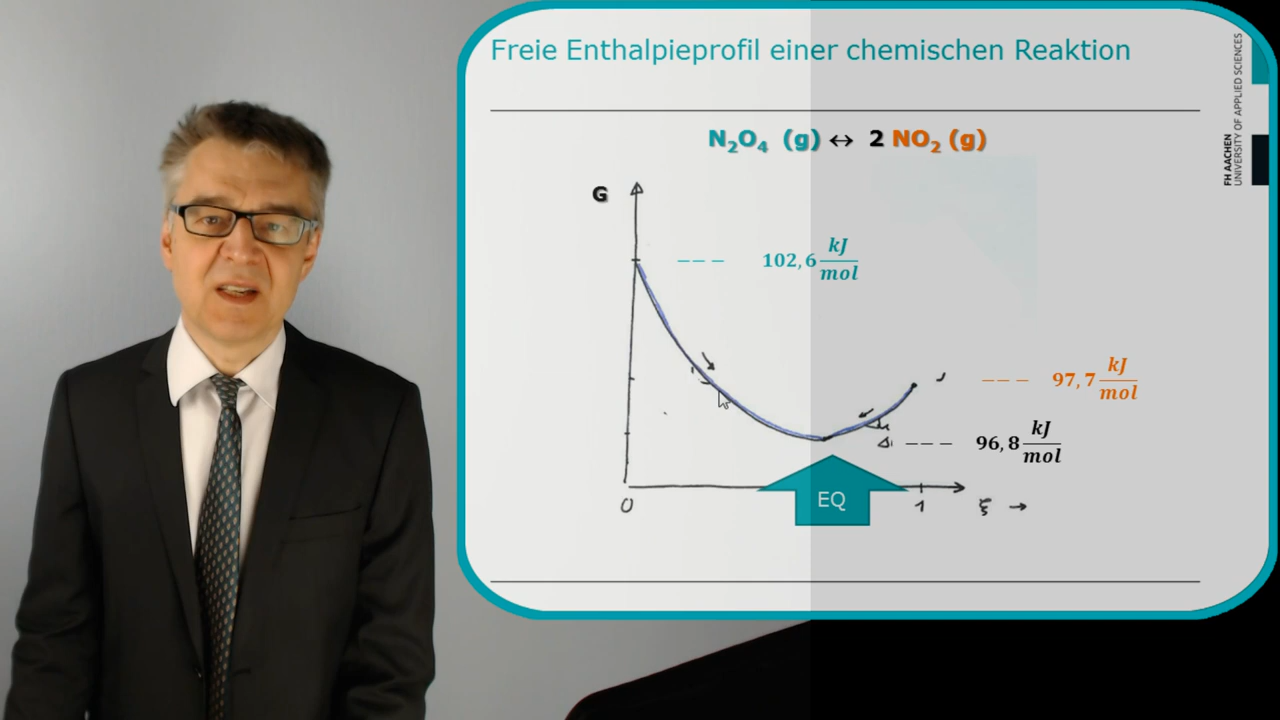 Freie Enthalpieprofil einer chemischen Reaktion
FH AACHEN
UNIVERSITY OF APPLIED SCIENCES
N₂O₄ (g) ↔ 2 NO₂ (g)
G
--- 102,6 kJ/mol
--- 97,7 kJ/mol
--- 96,8 kJ/mol
EQ
0 1 ξ →